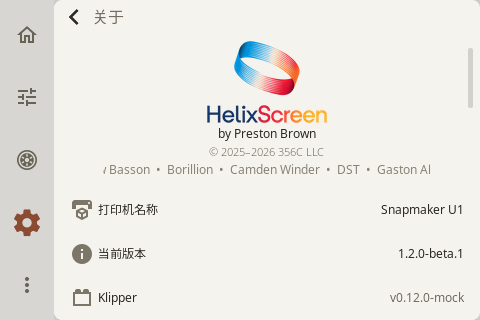 关于
HelixScreen
by Preston Brown
© 2025–2026 356C LLC
Basson • Borillion • Camden Winder • DST • Gaston
打印机名称 Snapmaker U1
当前版本 1.2.0-beta.1
Klipper v0.12.0-mock